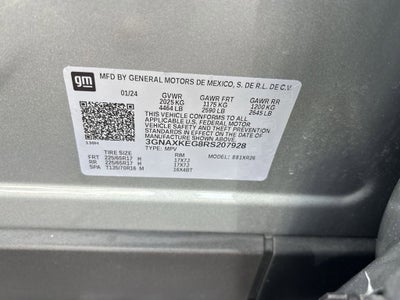 gm
MFD BY GENERAL MOTORS DE MEXICO, S. DE R.L. DE C.V.
01/24 GVWR GAWR FRT GAWR RR
2025 KG 1175 KG 1200 KG
4464 LB 2590 LB 2645 LB
THIS VEHICLE CONFORMS TO ALL
APPLICABLE U.S. FEDERAL MOTOR
VEHICLE SAFETY, BUMPER, AND
THEFT PREVENTION STANDARDS IN
EFFECT ON THE DATE OF
MANUFACTURE SHOWN ABOVE.
3GNAXKEG8RS207928
TYPE: MPV MODEL:
RIM
FRT 225/65R17 H 17X7J
RR 225/65R17 H 17X7J
SPA T135/70R16 M 16X4BT